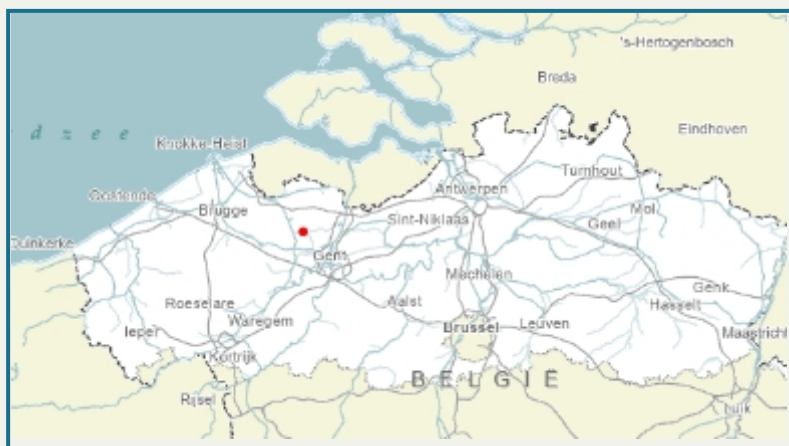 's-Hertogenbosch
Breda
dzee
Eindhoven
Knokke-Heist
Turnhout
Antwerpen
Oostende
Brugge
Mol
Sint-Niklaas
Geel
Duinkerke
Gent
Mechelen
Genk
Roeselare
Aalst
Hasselt
Waregem
Ieper
Brussel
Leuven
Maastricht
Kortrijk
BELGIË
Rijsel
Luik